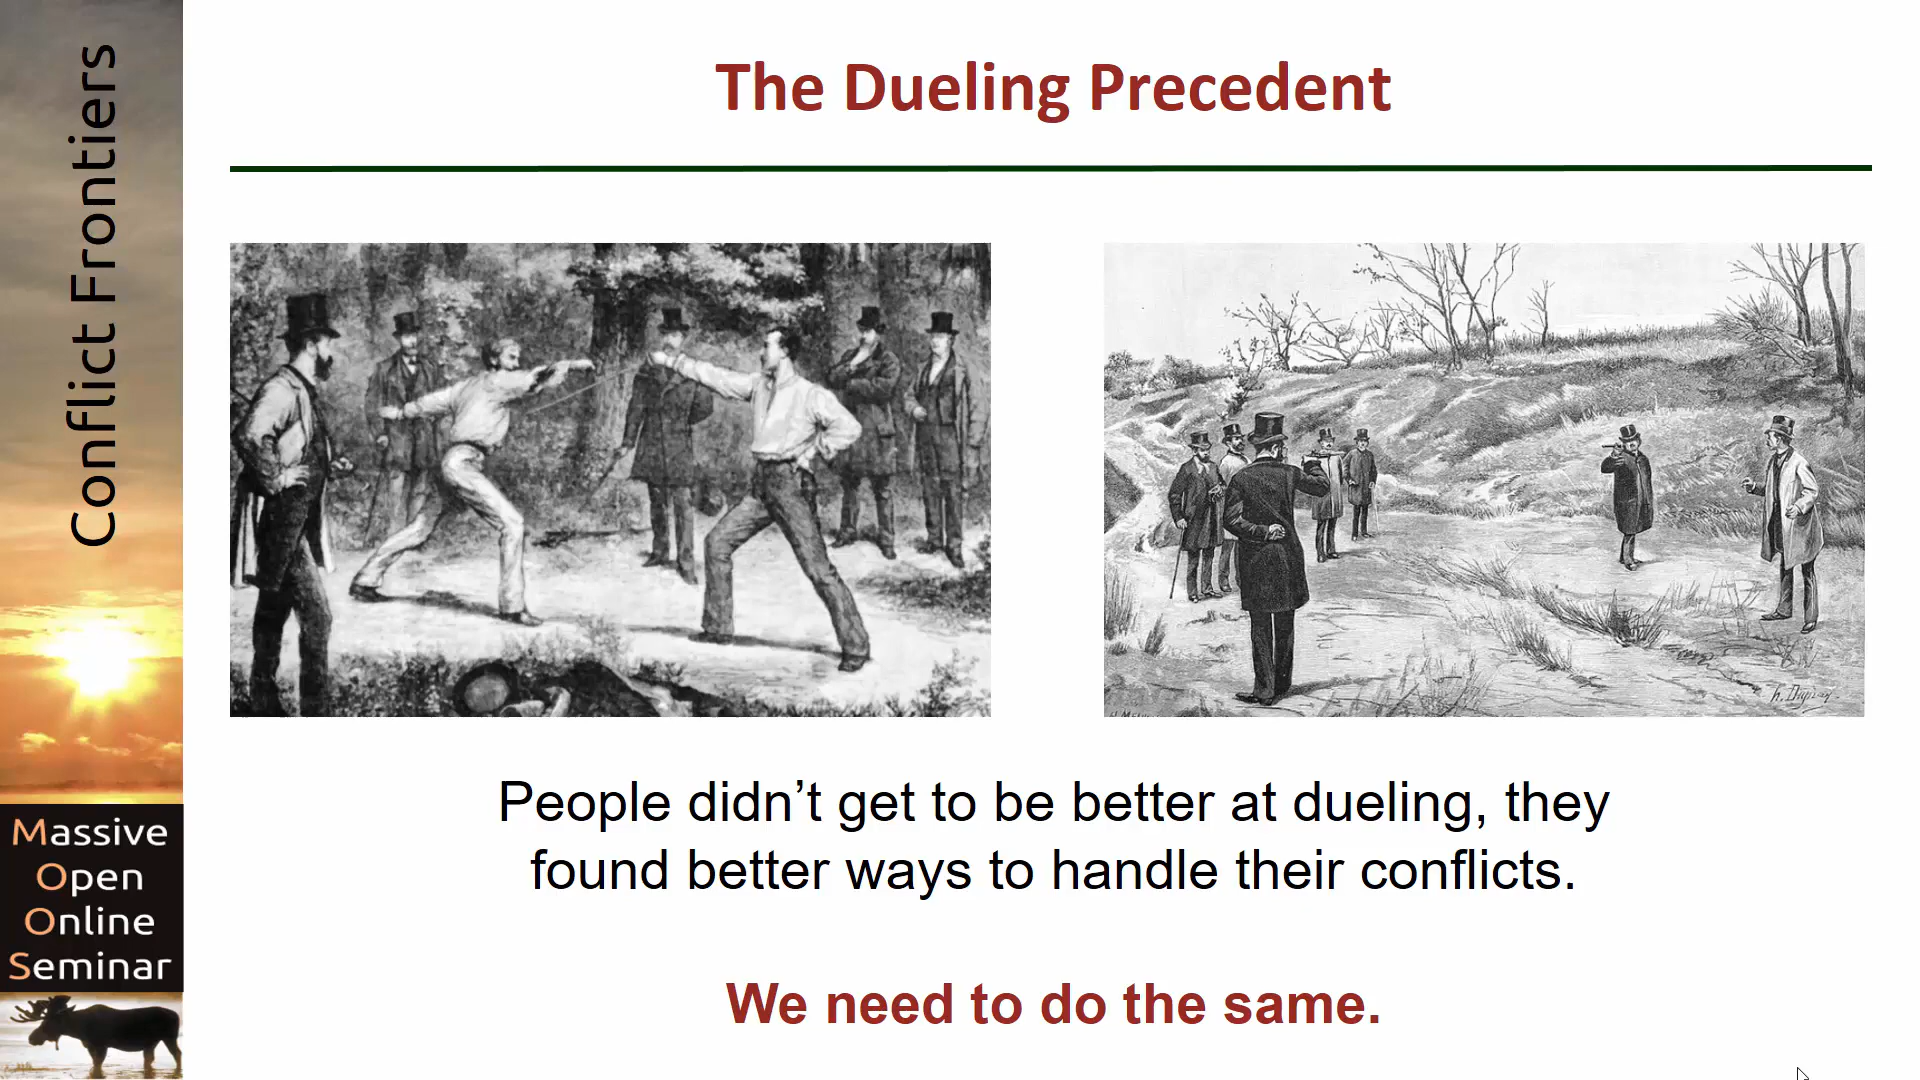 Conflict Frontiers
The Dueling Precedent
People didn’t get to be better at dueling, they
found better ways to handle their conflicts.
We need to do the same.
Massive
Open
Online
Seminar